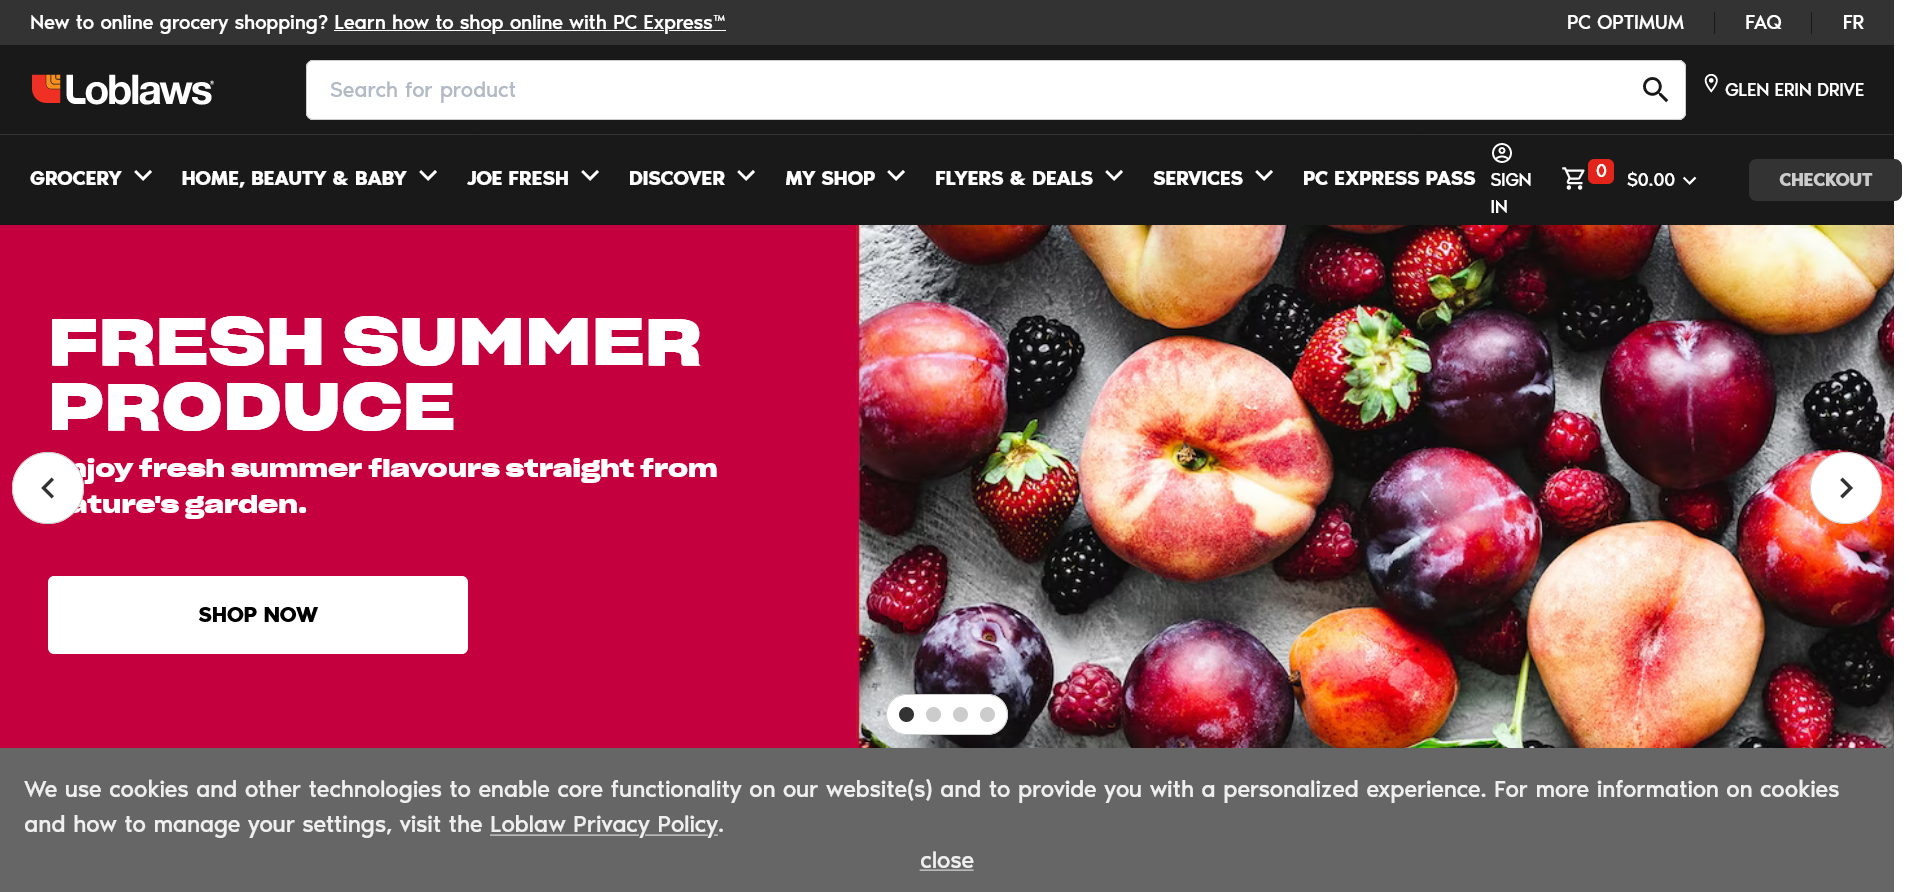 New to online grocery shopping? Learn how to shop online with PC Express™
PC OPTIMUM
FAQ
FR
Loblaws®
Search for product
GLEN ERIN DRIVE
GROCERY
HOME, BEAUTY & BABY
JOE FRESH
DISCOVER
MY SHOP
FLYERS & DEALS
SERVICES
PC EXPRESS PASS
SIGN
IN
0
$0.00
CHECKOUT
FRESH SUMMER
PRODUCE
njoy fresh summer flavours straight from
ature's garden.
SHOP NOW
We use cookies and other technologies to enable core functionality on our website(s) and to provide you with a personalized experience. For more information on cookies
and how to manage your settings, visit the Loblaw Privacy Policy.
close